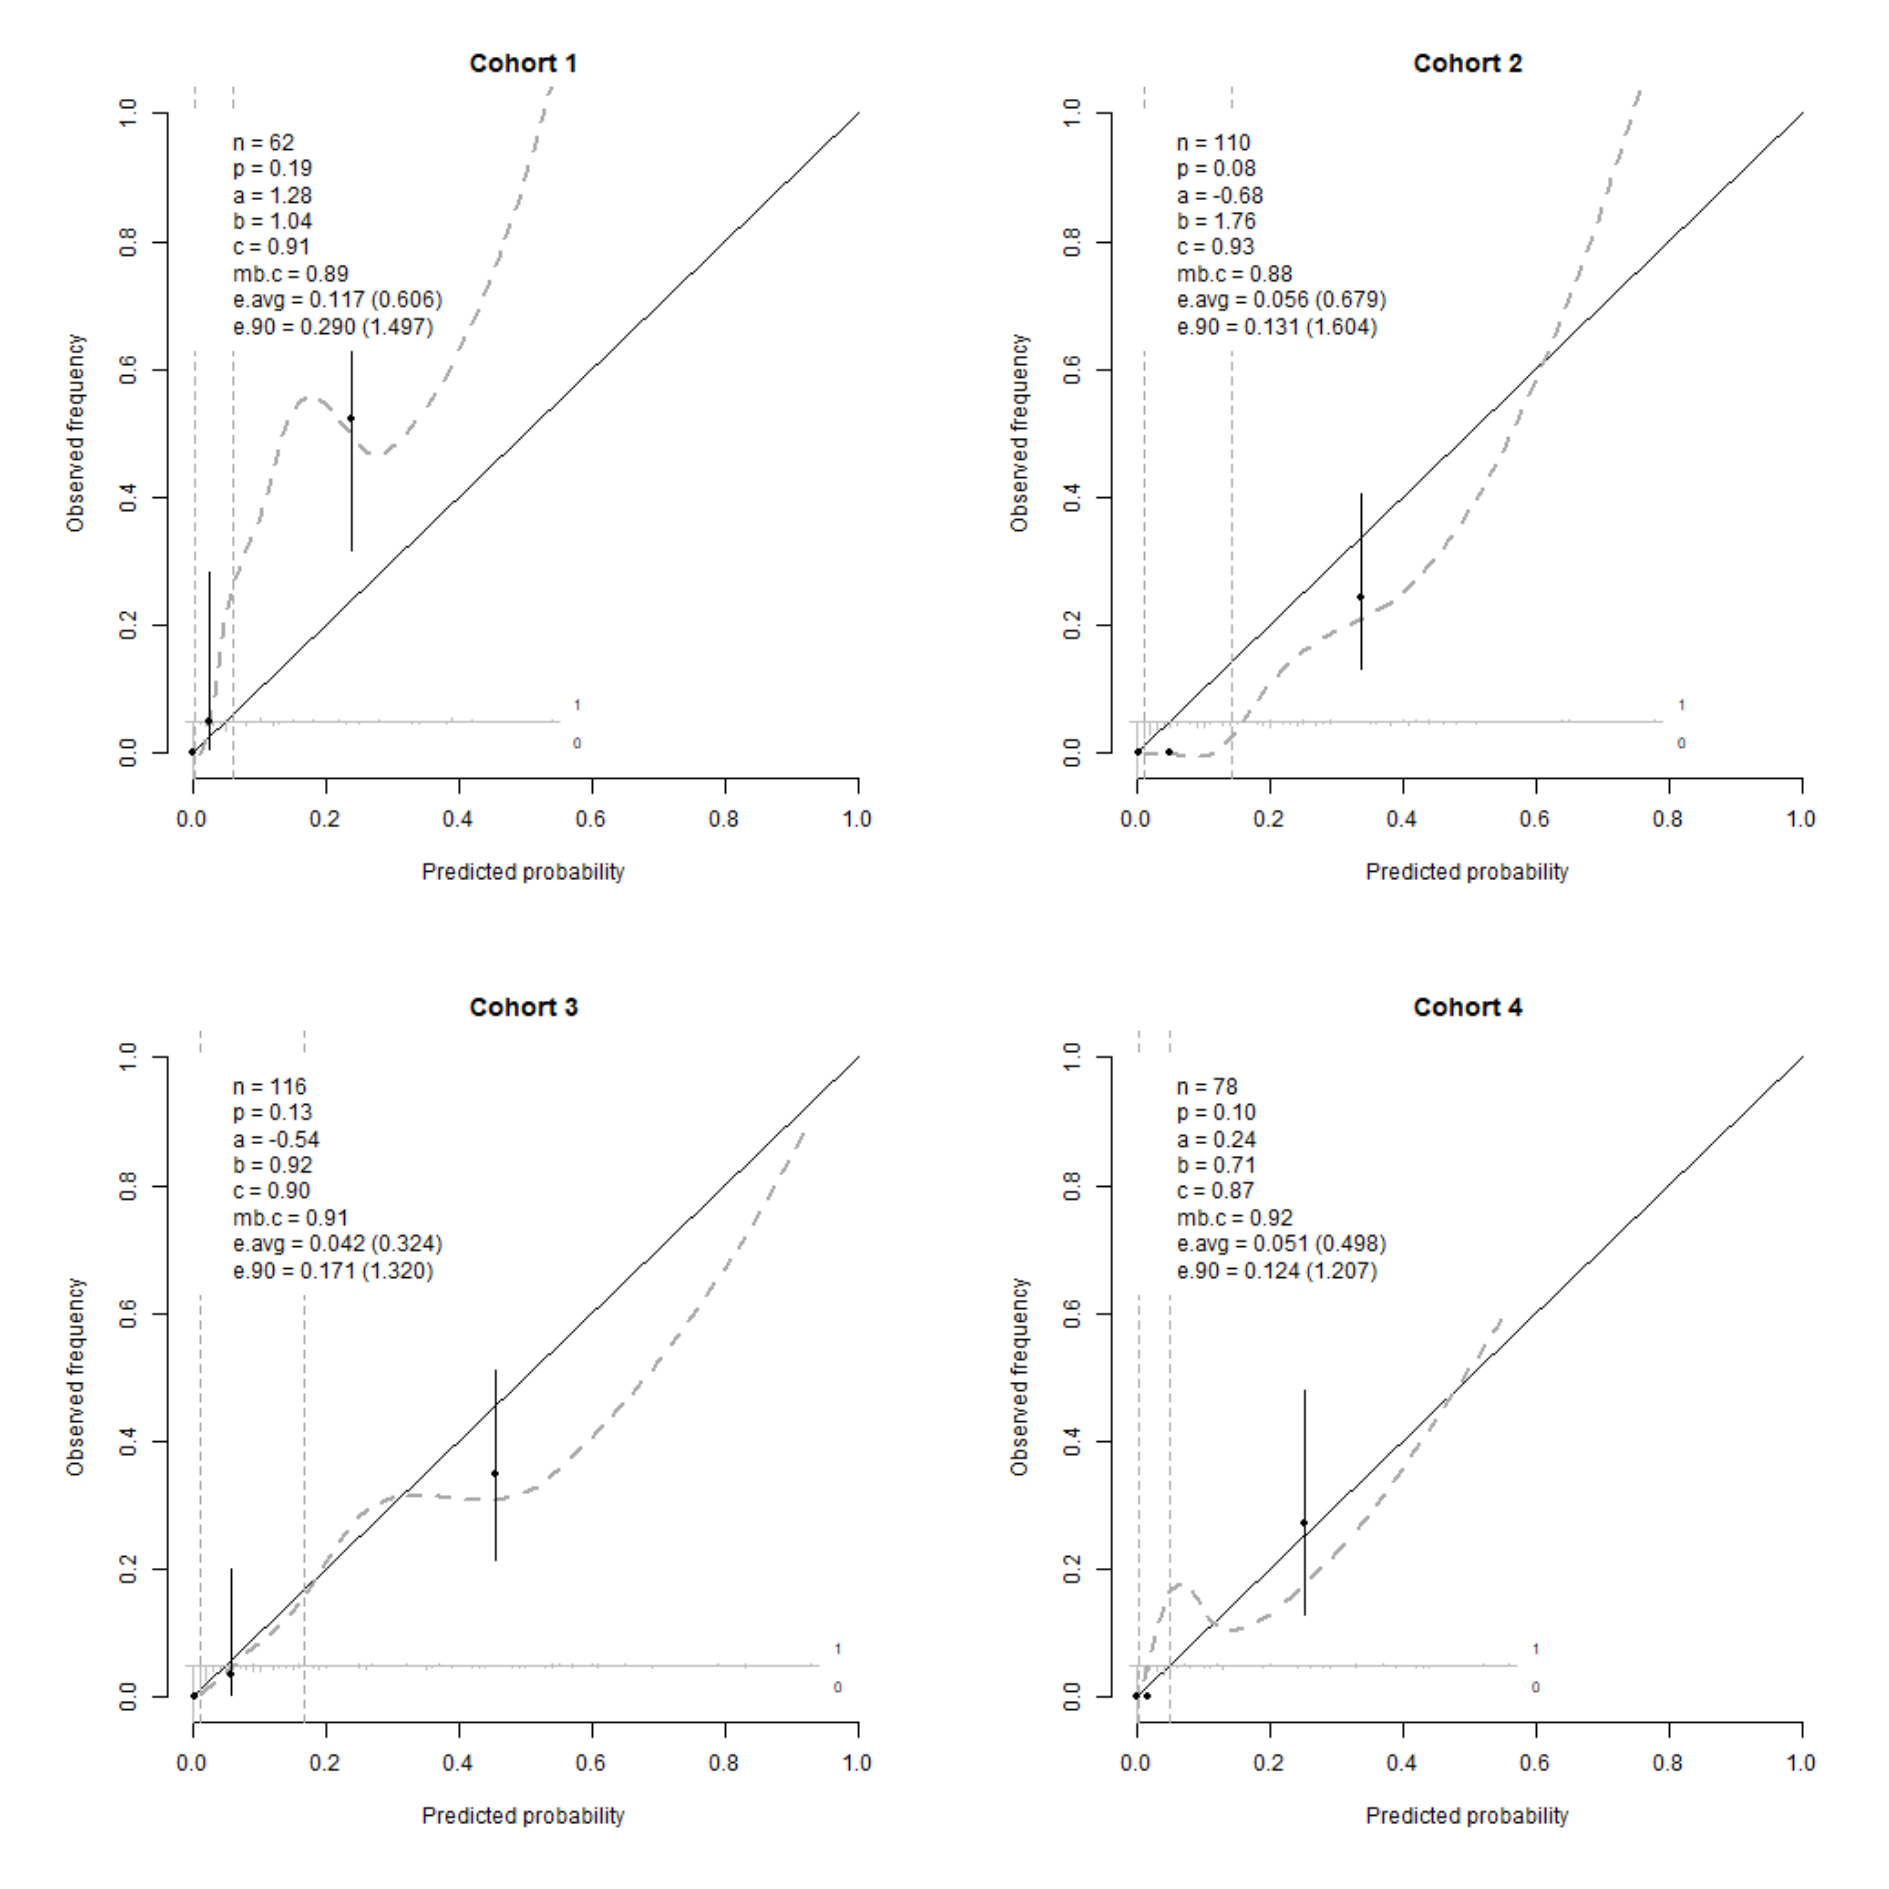 Cohort 1
n = 62
p = 0.19
a = 1.28
b = 1.04
c = 0.91
mb.c = 0.89
e.avg = 0.117 (0.606)
e.90 = 0.290 (1.497)
Observed frequency
0.0 0.2 0.4 0.6 0.8 1.0
1
0
0.0 0.2 0.4 0.6 0.8 1.0
Predicted probability
Cohort 2
n = 110
p = 0.08
a = -0.68
b = 1.76
c = 0.93
mb.c = 0.88
e.avg = 0.056 (0.679)
e.90 = 0.131 (1.604)
Observed frequency
0.0 0.2 0.4 0.6 0.8 1.0
1
0
0.0 0.2 0.4 0.6 0.8 1.0
Predicted probability
Cohort 3
n = 116
p = 0.13
a = -0.54
b = 0.92
c = 0.90
mb.c = 0.91
e.avg = 0.042 (0.324)
e.90 = 0.171 (1.320)
Observed frequency
0.0 0.2 0.4 0.6 0.8 1.0
1
0
0.0 0.2 0.4 0.6 0.8 1.0
Predicted probability
Cohort 4
n = 78
p = 0.10
a = 0.24
b = 0.71
c = 0.87
mb.c = 0.92
e.avg = 0.051 (0.498)
e.90 = 0.124 (1.207)
Observed frequency
0.0 0.2 0.4 0.6 0.8 1.0
1
0
0.0 0.2 0.4 0.6 0.8 1.0
Predicted probability